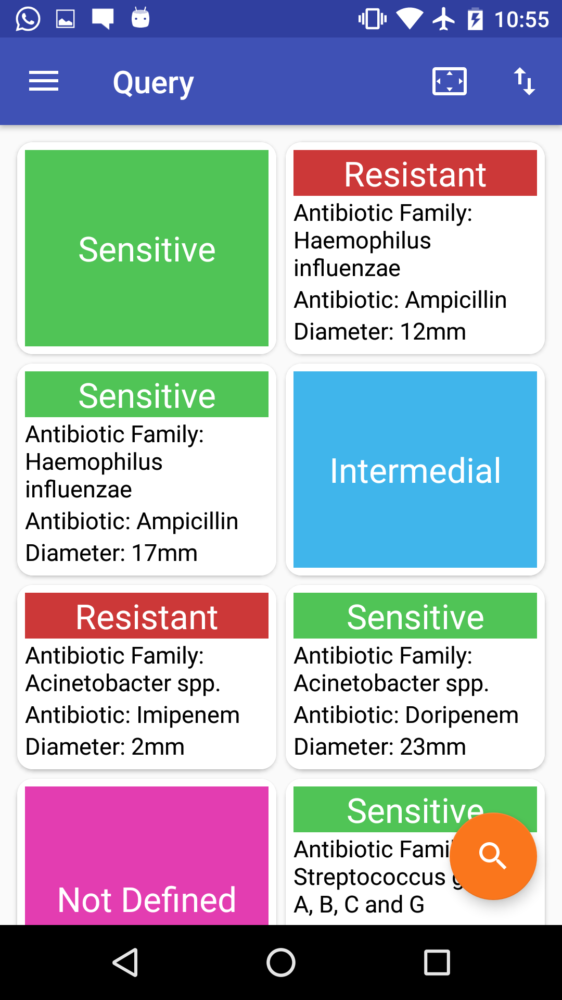 10:55
Query
Sensitive
Resistant
Antibiotic Family:
Haemophilus
influenzae
Antibiotic: Ampicillin
Diameter: 12mm
Sensitive
Antibiotic Family:
Haemophilus
influenzae
Antibiotic: Ampicillin
Diameter: 17mm
Intermedial
Resistant
Antibiotic Family:
Acinetobacter spp.
Antibiotic: Imipenem
Diameter: 2mm
Sensitive
Antibiotic Family:
Acinetobacter spp.
Antibiotic: Doripenem
Diameter: 23mm
Not Defined
Sensitive
Antibiotic Fami
Streptococcus
A, B, C and G